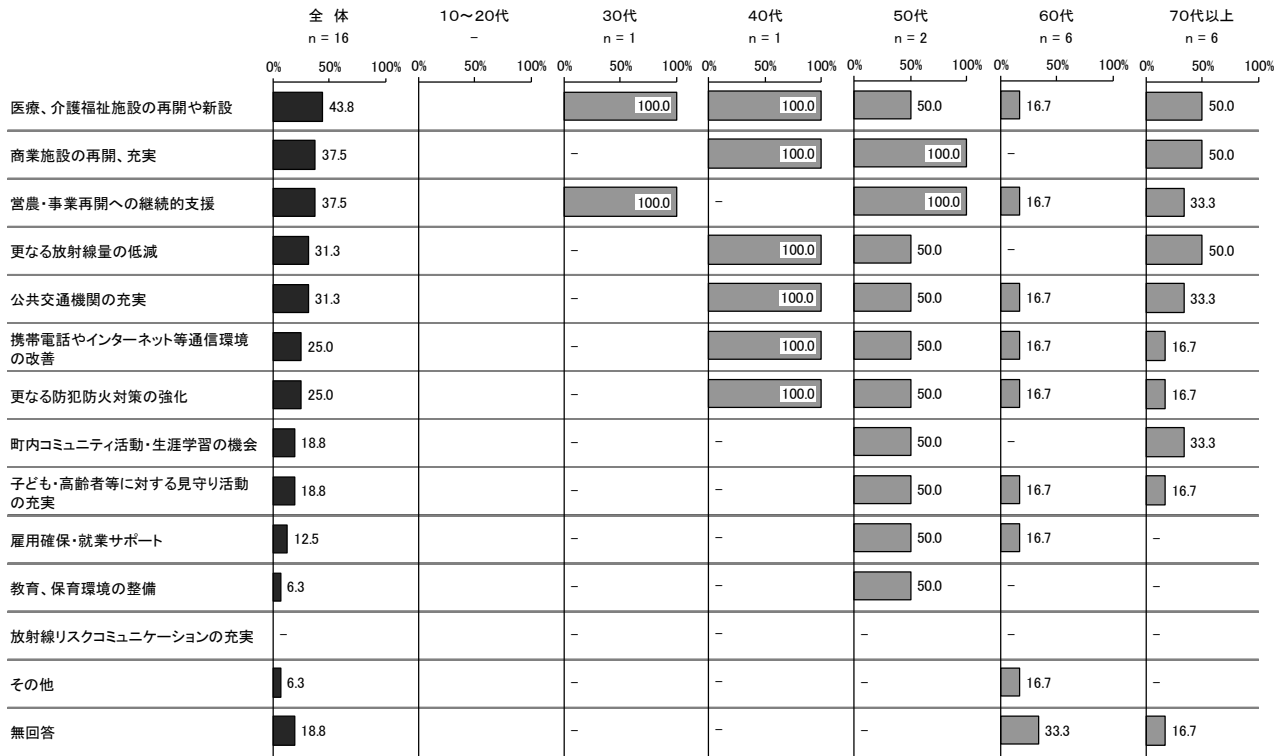 全 体 10～20代 30代 40代 50代 60代 70代以上
n = 16 － n = 1 n = 1 n = 2 n = 6 n = 6
0% 50% 100% 0% 50% 100% 0% 50% 100% 0% 50% 100% 0% 50% 100% 0% 50% 100% 0% 50% 100%
医療、介護福祉施設の再開や新設 43.8 100.0 100.0 50.0 16.7 50.0
商業施設の再開、充実 37.5 － 100.0 100.0 － 50.0
営農・事業再開への継続的支援 37.5 100.0 － 100.0 16.7 33.3
更なる放射線量の低減 31.3 － 100.0 50.0 － 50.0
公共交通機関の充実 31.3 － 100.0 50.0 16.7 33.3
携帯電話やインターネット等通信環境
の改善 25.0 － 100.0 50.0 16.7 16.7
更なる防犯防火対策の強化 25.0 － 100.0 50.0 16.7 16.7
町内コミュニティ活動・生涯学習の機会 18.8 － － 50.0 － 33.3
子ども・高齢者等に対する見守り活動
の充実 18.8 － － 50.0 16.7 16.7
雇用確保・就業サポート 12.5 － － 50.0 16.7 －
教育、保育環境の整備 6.3 － － 50.0 － －
放射線リスクコミュニケーションの充実 － － － － － －
その他 6.3 － － － 16.7 －
無回答 18.8 － － － 33.3 16.7